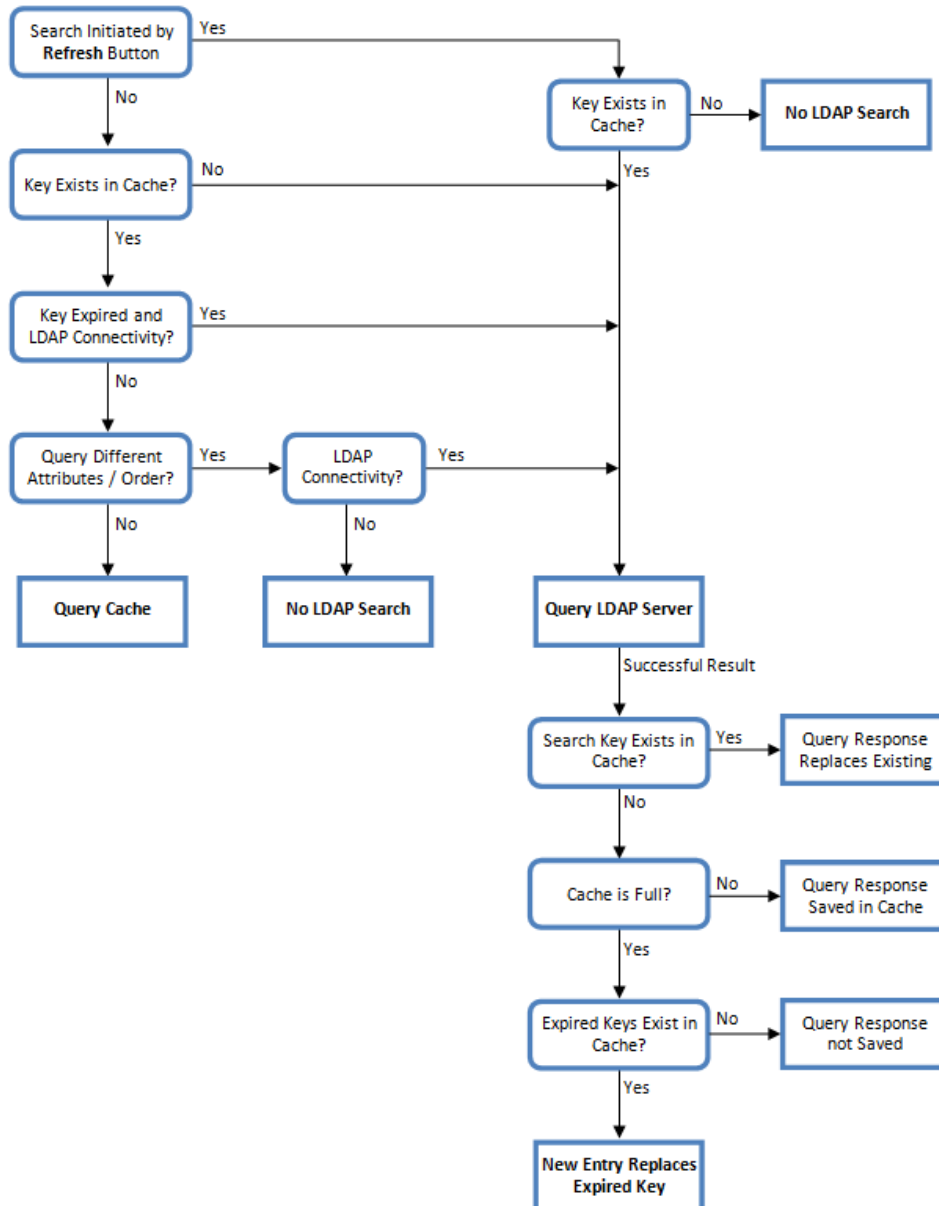 Search Initiated by
Refresh Button
Yes
No
Key Exists in
Cache?
No
No LDAP Search
Yes
Key Exists in Cache?
No
Yes
Key Expired and
LDAP Connectivity?
Yes
No
Query Different
Attributes / Order?
Yes
LDAP
Connectivity?
Yes
No
No
Query Cache
No LDAP Search
Query LDAP Server
Successful Result
Search Key Exists in
Cache?
Yes
Query Response
Replaces Existing
No
Cache is Full?
No
Query Response
Saved in Cache
Yes
Expired Keys Exist in
Cache?
No
Query Response
not Saved
Yes
New Entry Replaces
Expired Key